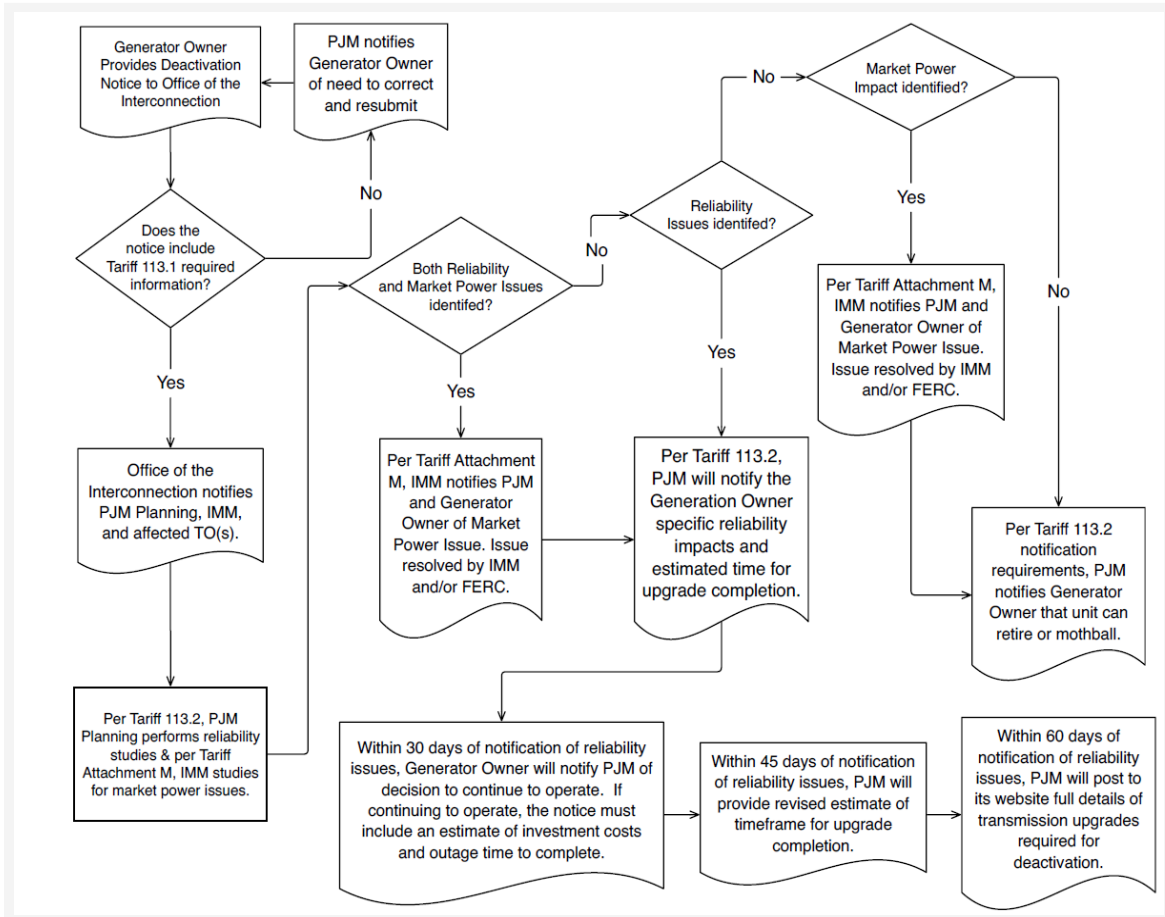 Generator Owner
Provides Deactivation
Notice to Office of the
Interconnection
PJM notifies
Generator Owner
of need to correct
and resubmit
No
Does the
notice include
Tariff 113.1 required
information?
Yes
Office of the
Interconnection notifies
PJM Planning, IMM,
and affected TO(s).
Per Tariff 113.2, PJM
Planning performs reliability
studies & per Tariff
Attachment M, IMM studies
for market power issues.
Both Reliability
and Market Power Issues
identifed?
No
Yes
Per Tariff Attachment
M, IMM notifies PJM
and Generator
Owner of Market
Power Issue. Issue
resolved by IMM
and/or FERC.
Reliability
Issues identifed?
No
Yes
Per Tariff 113.2,
PJM will notify the
Generation Owner
specific reliability
impacts and
estimated time for
upgrade completion.
Market Power
Impact identified?
Yes
No
Per Tariff Attachment M,
IMM notifies PJM and
Generator Owner of
Market Power Issue.
Issue resolved by IMM
and/or FERC.
Per Tariff 113.2
notification
requirements, PJM
notifies Generator
Owner that unit can
retire or mothball.
Within 30 days of notification of reliability
issues, Generator Owner will notify PJM of
decision to continue to operate. If
continuing to operate, the notice must
include an estimate of investment costs
and outage time to complete.
Within 45 days of notification
of reliability issues, PJM will
provide revised estimate of
timeframe for upgrade
completion.
Within 60 days of
notification of reliability
issues, PJM will post to
its website full details of
transmission upgrades
required for
deactivation.